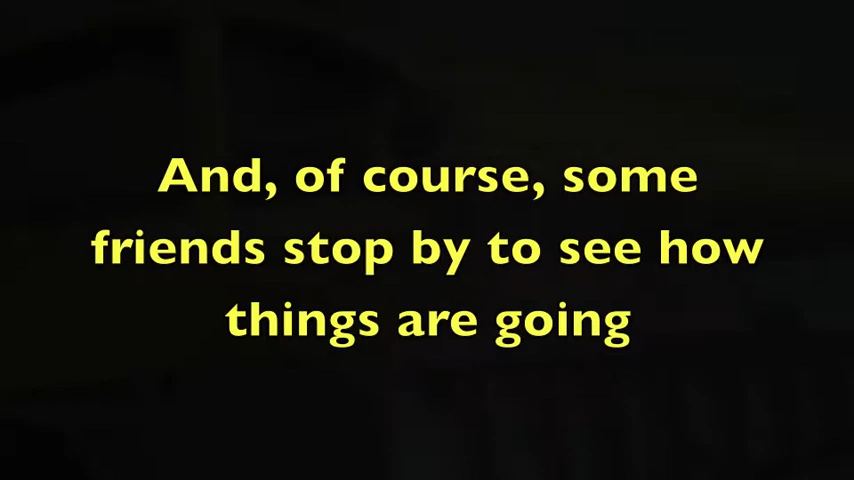 And, of course, some
friends stop by to see how
things are going